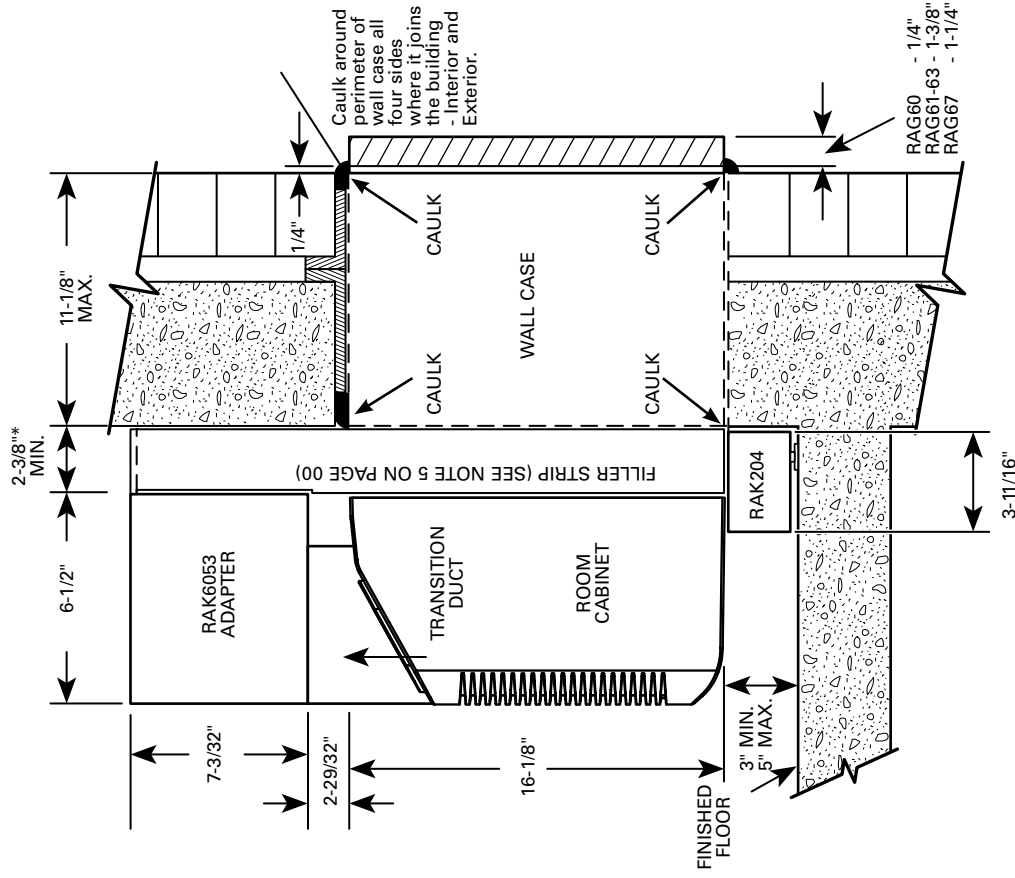 2-3/8"*
MIN.
11-1/8"
MAX.
6-1/2"
1/4"
Caulk around
perimeter of
wall case all
four sides
where it joins
the building
- Interior and
Exterior.
RAK6053
ADAPTER
7-3/32"
2-29/32"
16-1/8"
TRANSITION
DUCT
ROOM
CABINET
FILLER STRIP (SEE NOTE 5 ON PAGE 00)
CAULK
CAULK
WALL CASE
CAULK
CAULK
RAG60 - 1/4"
RAG61-63 - 1-3/8"
RAG67 - 1-1/4"
RAK204
3" MIN.
5" MAX.
FINISHED
FLOOR
3-11/16"